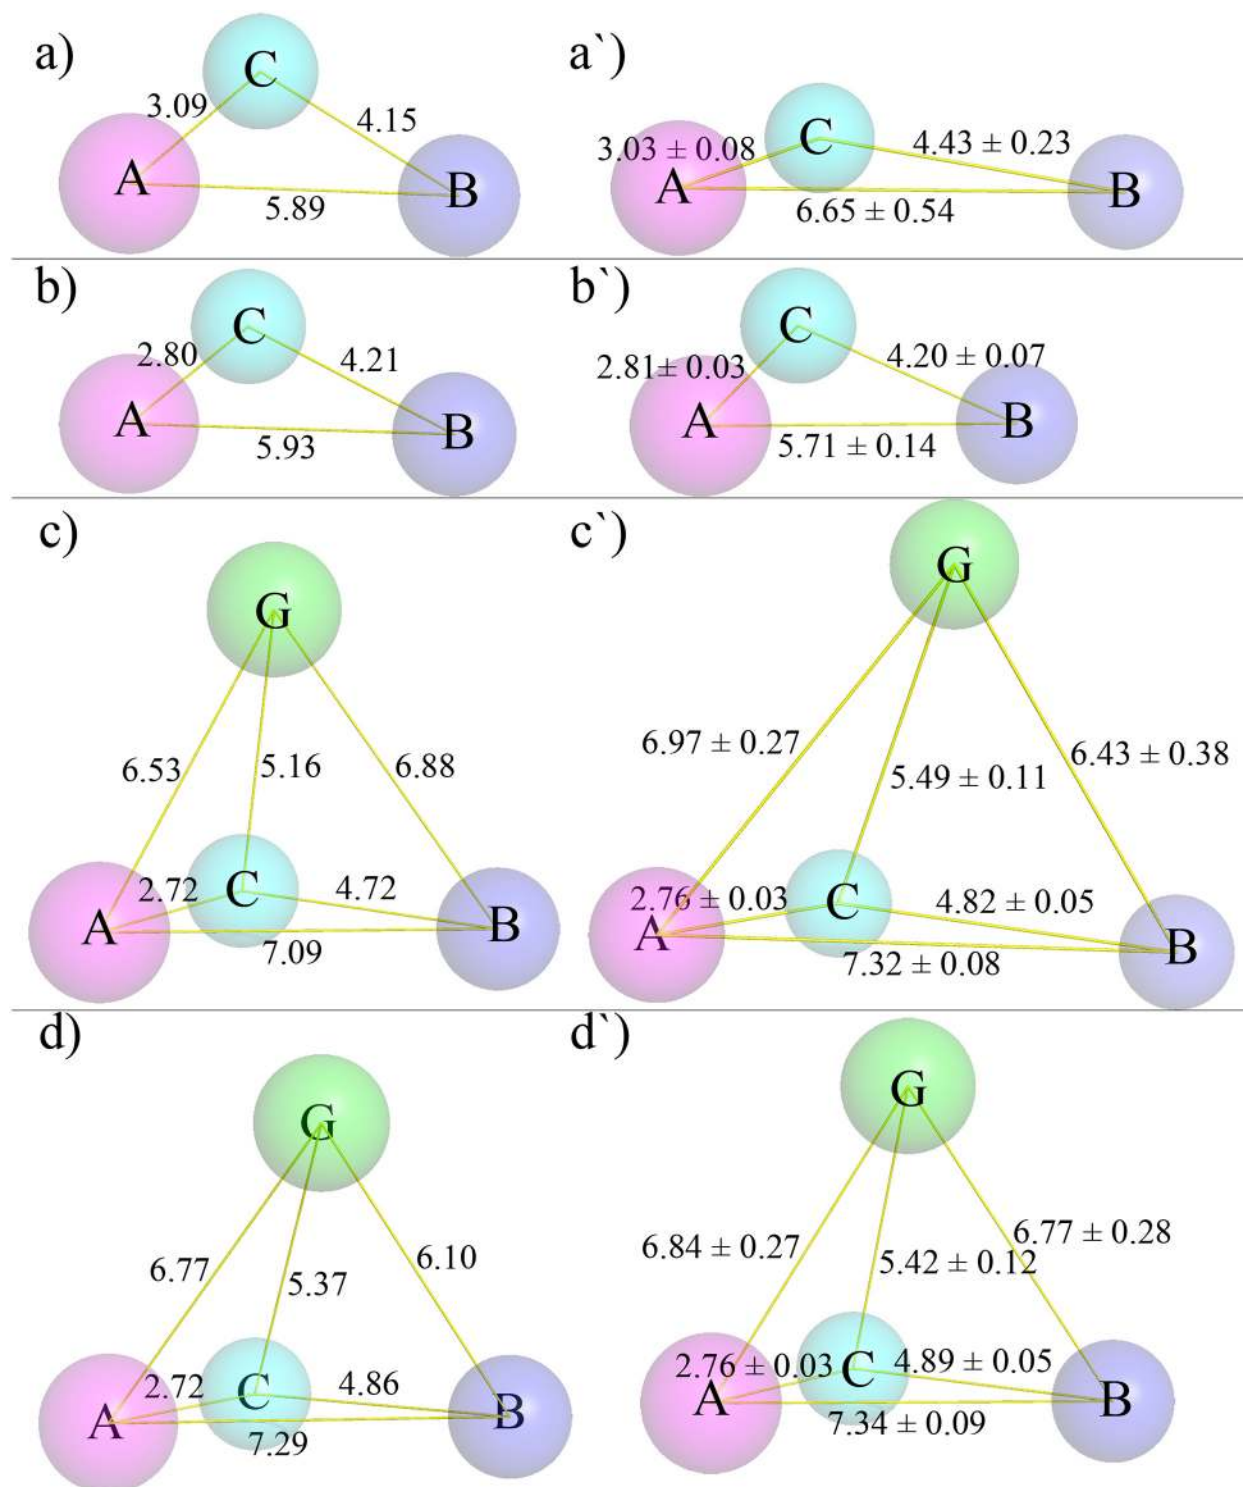 a)
C
3.09
4.15
A
B
5.89
a`)
C
3.03 ± 0.08
4.43 ± 0.23
A
B
6.65 ± 0.54
b)
C
2.80
4.21
A
B
5.93
b`)
C
2.81± 0.03
4.20 ± 0.07
A
B
5.71 ± 0.14
c)
G
6.53
5.16
6.88
2.72
C
4.72
A
B
7.09
c`)
G
6.97 ± 0.27
5.49 ± 0.11
6.43 ± 0.38
2.76 ± 0.03
C
4.82 ± 0.05
A
B
7.32 ± 0.08
d)
G
6.77
5.37
6.10
2.72
C
4.86
A
B
7.29
d`)
G
6.84 ± 0.27
5.42 ± 0.12
6.77 ± 0.28
2.76 ± 0.03
C
4.89 ± 0.05
A
B
7.34 ± 0.09